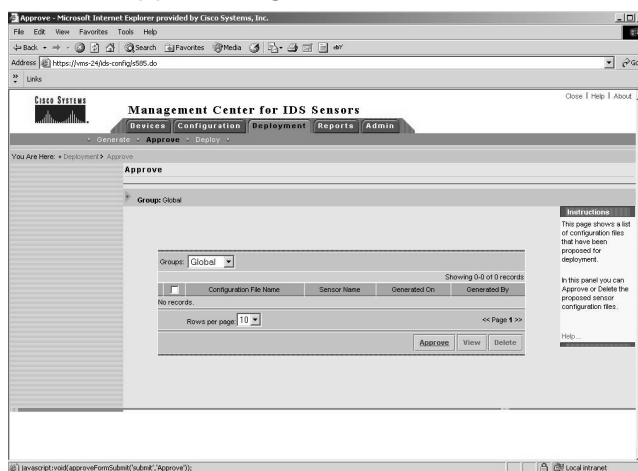 Approve - Microsoft Internet Explorer provided by Cisco Systems, Inc.
File Edit View Favorites Tools Help
Back Search Favorites Media
Address https://vms-24/ids-config/s585.do Go
Links
Cisco Systems
Close | Help | About
Management Center for IDS Sensors
Devices Configuration Deployment Reports Admin
Generate Approve Deploy
You Are Here: Deployment > Approve
Approve
Group: Global
Groups: Global
Showing 0-0 of 0 records
Configuration File Name Sensor Name Generated On Generated By
No records.
Rows per page: 10 << Page 1 >>
Approve View Delete
Instructions
This page shows a list
of configuration files
that have been
proposed for
deployment.
In this panel you can
Approve or Delete the
proposed sensor
configuration files.
Help...
javascript:void(approveFormSubmit('submit','Approve'));
Local intranet